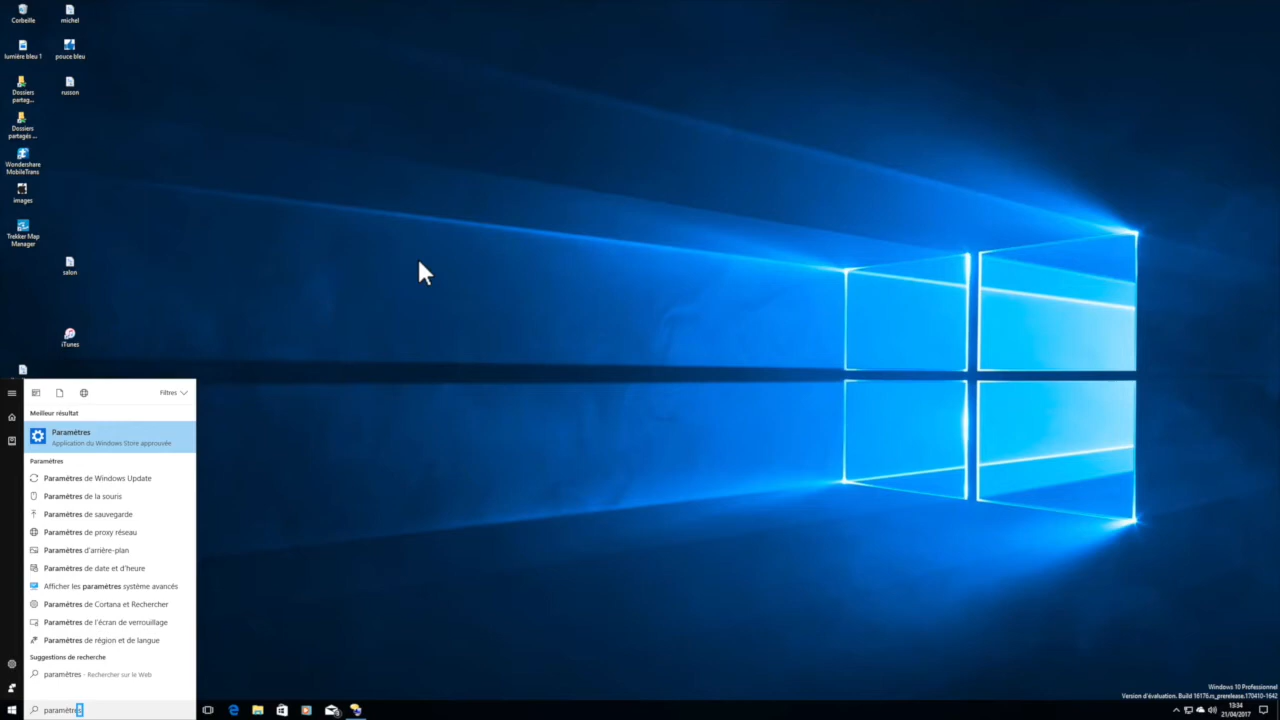 Corbeille
michel
lumière bleu 1
pouce bleu
Dossiers
partag...
russon
Dossiers
partagés ...
Wondershare
MobileTrans
images
Trekker Map
Manager
salon
iTunes
Filtres
Meilleur résultat
Paramètres
Application du Windows Store approuvée
Paramètres
Paramètres de Windows Update
Paramètres de la souris
Paramètres de sauvegarde
Paramètres de proxy réseau
Paramètres d'arrière-plan
Paramètres de date et d'heure
Afficher les paramètres système avancés
Paramètres de Cortana et Rechercher
Paramètres de l'écran de verrouillage
Paramètres de région et de langue
Suggestions de recherche
paramètres - Rechercher sur le Web
paramètres
Windows 10 Professionnel
Version d'évaluation. Build 16176.rs_prerelease.170410-1642
13:34
21/04/2017